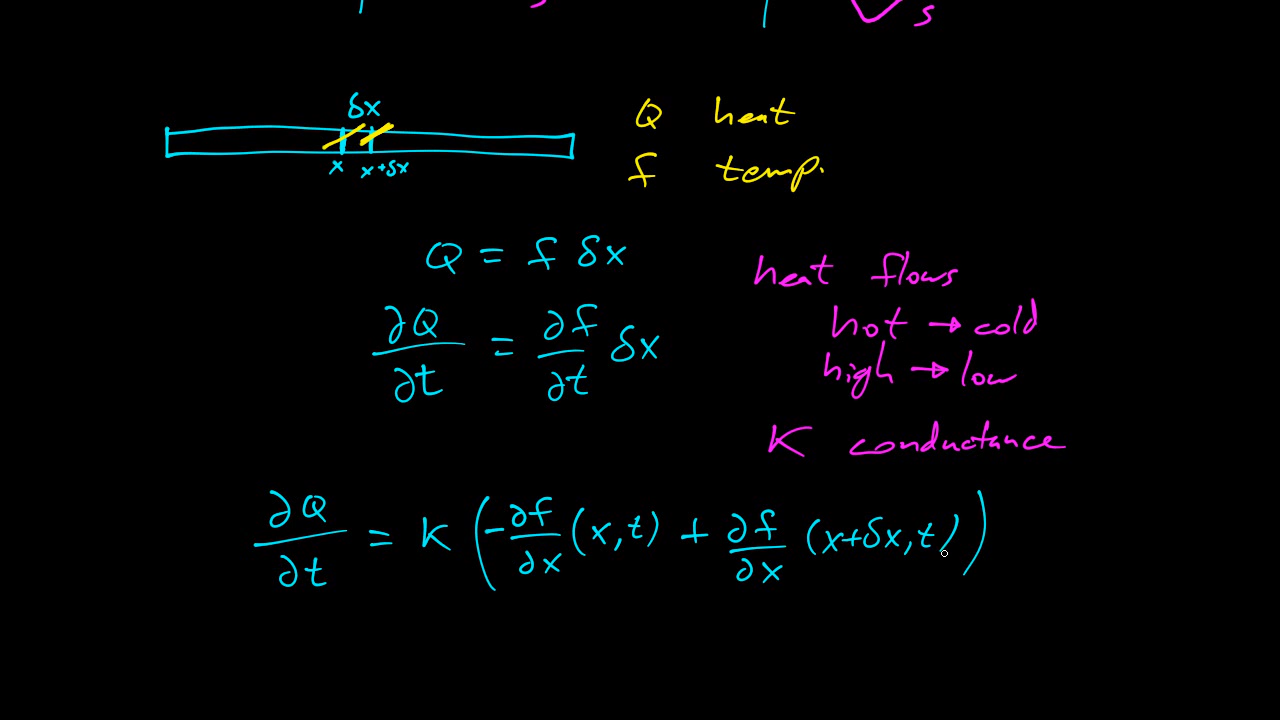 s s
δx
x x+δx
Q heat
f temp.
Q = f δx
∂Q/∂t = ∂f/∂t δx
heat flows
hot → cold
high → low
K conductance
∂Q/∂t = K (-∂f/∂x (x,t) + ∂f/∂x (x+δx,t))